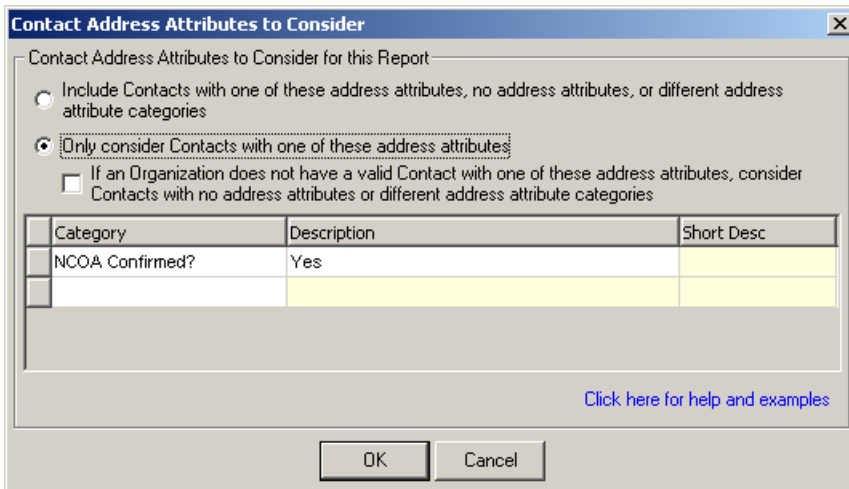 Contact Address Attributes to Consider
Contact Address Attributes to Consider for this Report
Include Contacts with one of these address attributes, no address attributes, or different address
attribute categories
Only consider Contacts with one of these address attributes
If an Organization does not have a valid Contact with one of these address attributes, consider
Contacts with no address attributes or different address attribute categories
Category Description Short Desc
NCOA Confirmed? Yes
Click here for help and examples
OK Cancel